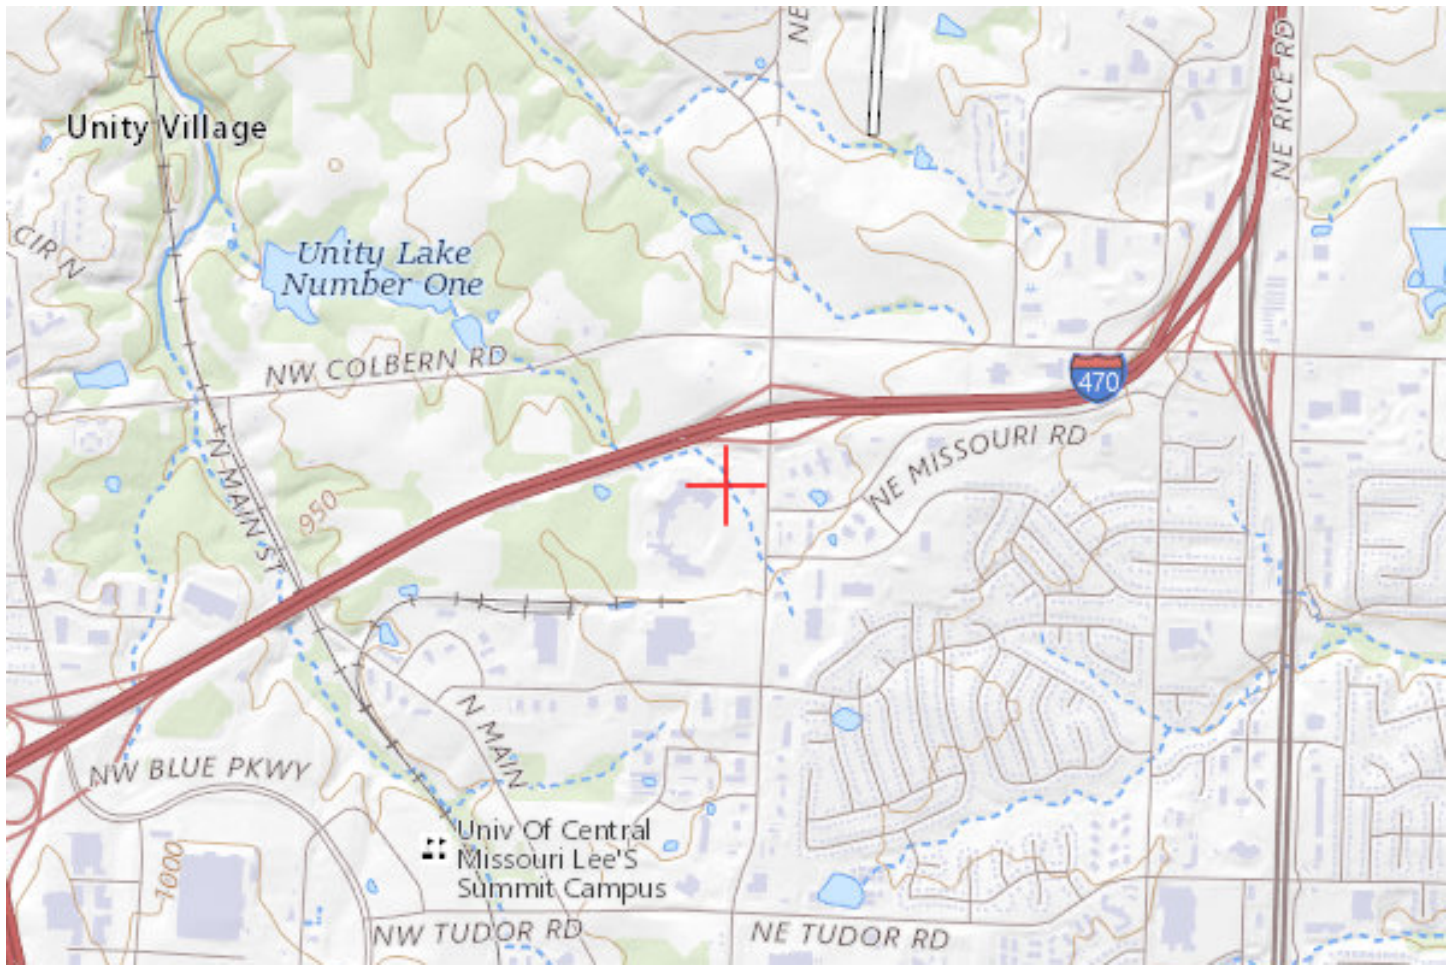 NE
NE RICE RD
Unity Village
CIR N
Unity Lake
Number One
NW COLBERN RD
470
NE MISSOURI RD
N MAIN ST
950
N MAIN
NW BLUE PKWY
1000
Univ Of Central
Missouri Lee'S
Summit Campus
NW TUDOR RD
NE TUDOR RD